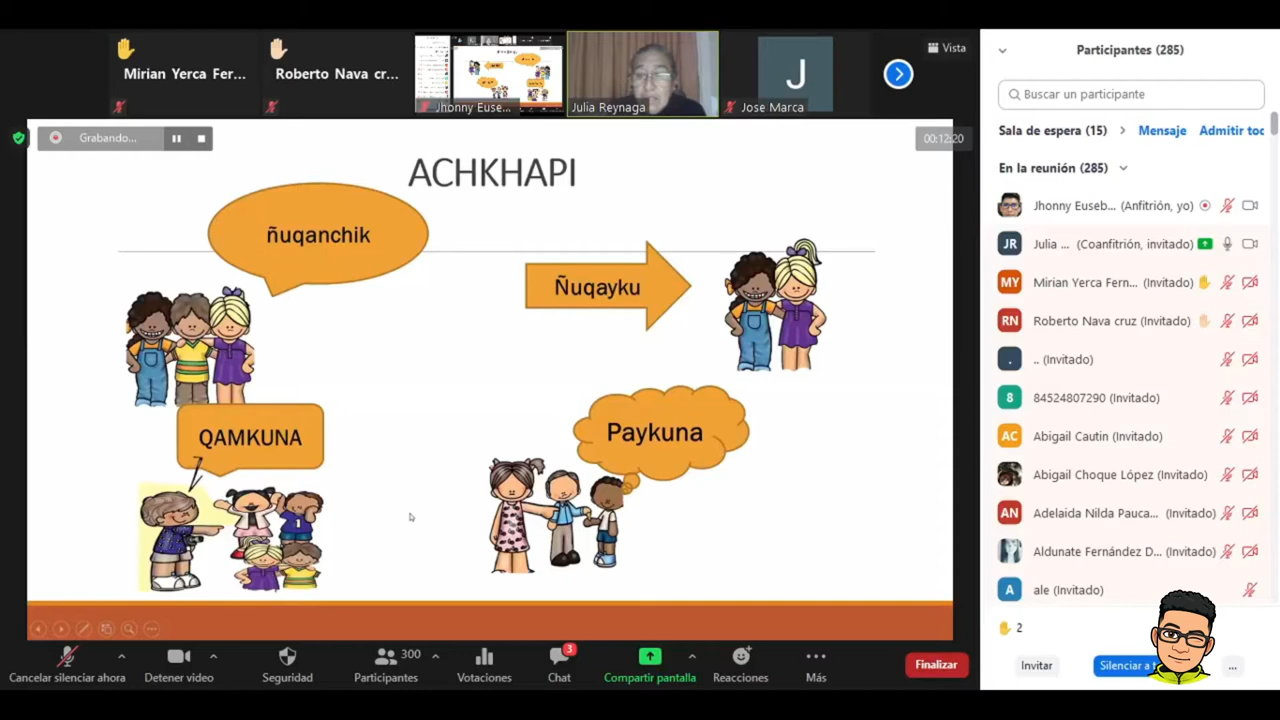 Mirian Yerca Fer...
Roberto Nava cr...
Jhonny Euse...
Julia Reynaga
J
Jose Marca
Vista
Grabando...
00:12:20
ACHKHAPI
ñuqanchik
Ñuqayku
QAMKUNA
Paykuna
Cancelar silenciar ahora
Detener video
Seguridad
Participantes
300
Votaciones
3
Chat
Compartir pantalla
Reacciones
Más
Finalizar
Participantes (285)
Buscar un participante
Sala de espera (15)
Mensaje
Admitir toc
En la reunión (285)
Jhonny Euseb... (Anfitrión, yo)
JR Julia ... (Coanfitrión, invitado)
MY Mirian Yerca Fern... (Invitado)
RN Roberto Nava cruz (Invitado)
. .. (Invitado)
8 84524807290 (Invitado)
AC Abigail Cautin (Invitado)
Abigail Choque López (Invitado)
AN Adelaida Nilda Pauca... (Invitado)
Aldunate Fernández D... (Invitado)
A ale (Invitado)
2
Invitar
Silenciar a t
...